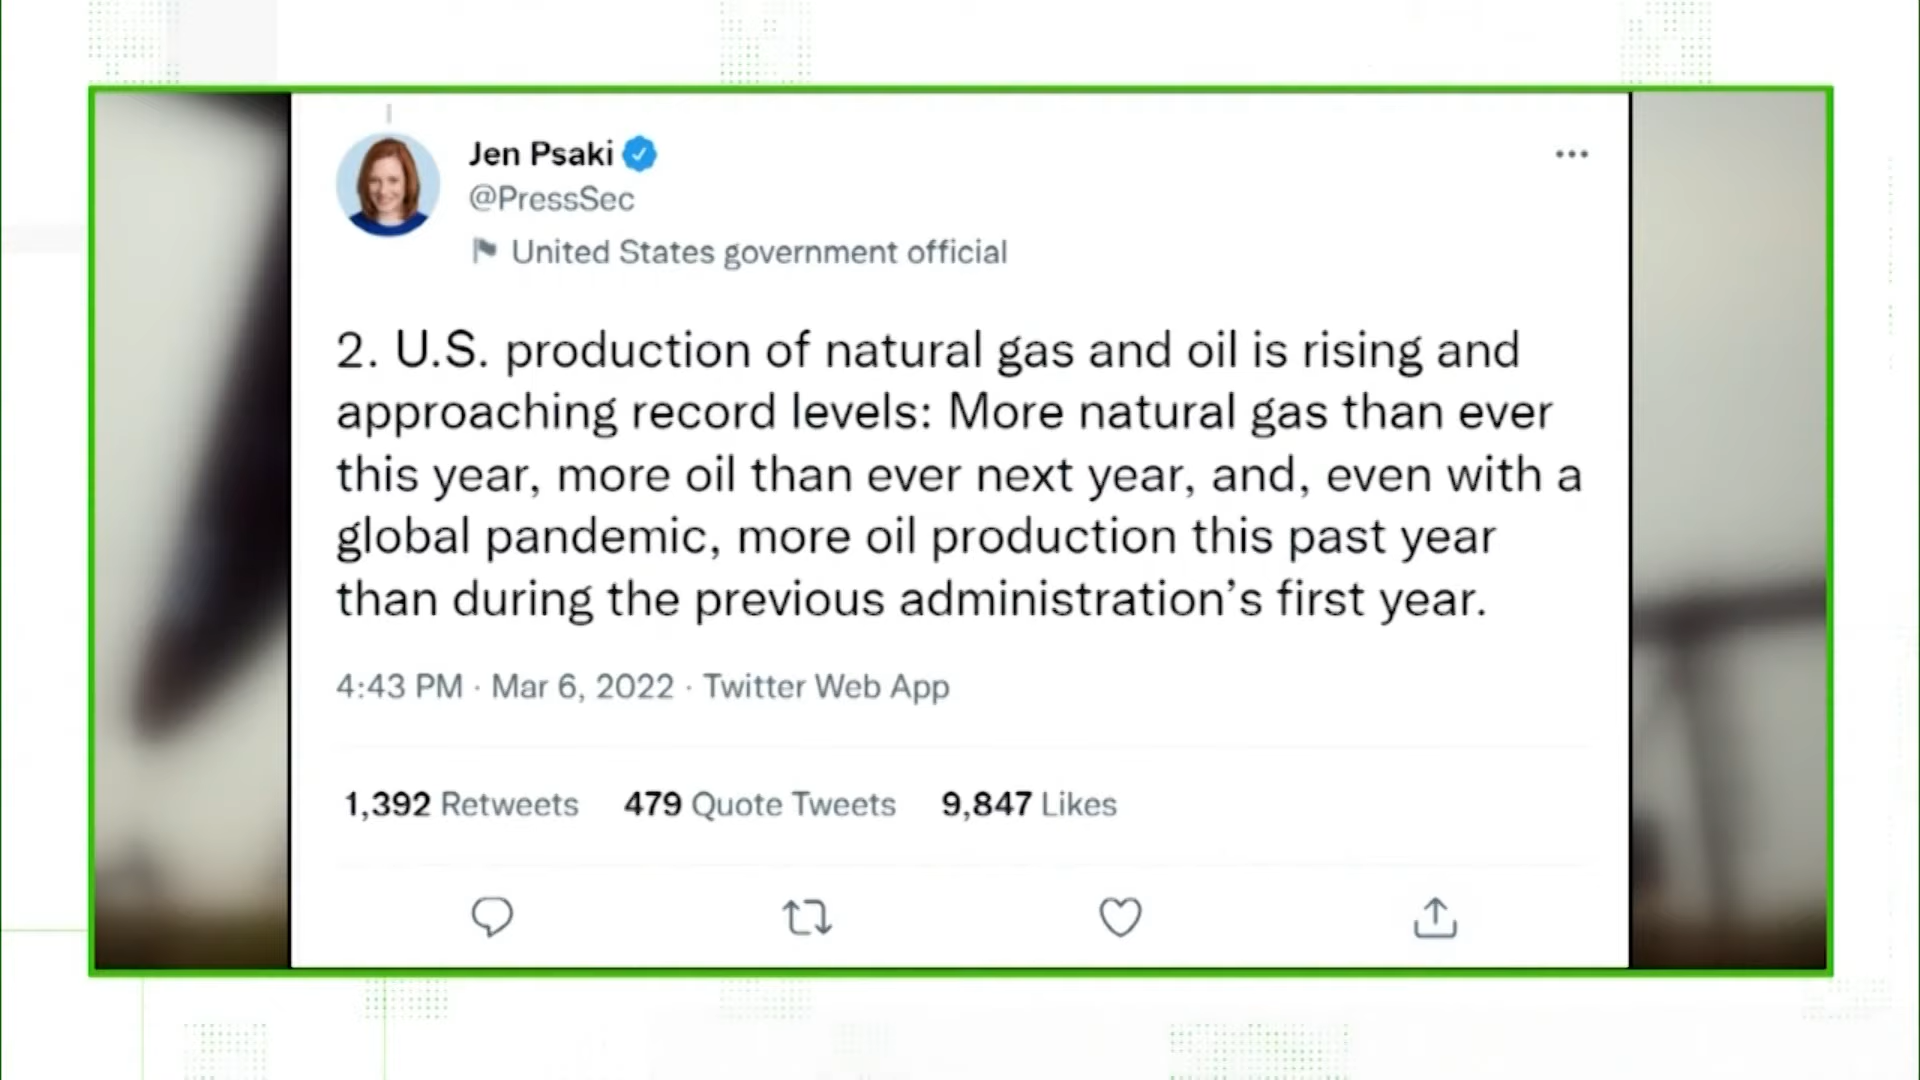 Jen Psaki
@PressSec
United States government official
2. U.S. production of natural gas and oil is rising and
approaching record levels: More natural gas than ever
this year, more oil than ever next year, and, even with a
global pandemic, more oil production this past year
than during the previous administration’s first year.
4:43 PM · Mar 6, 2022 · Twitter Web App
1,392 Retweets 479 Quote Tweets 9,847 Likes